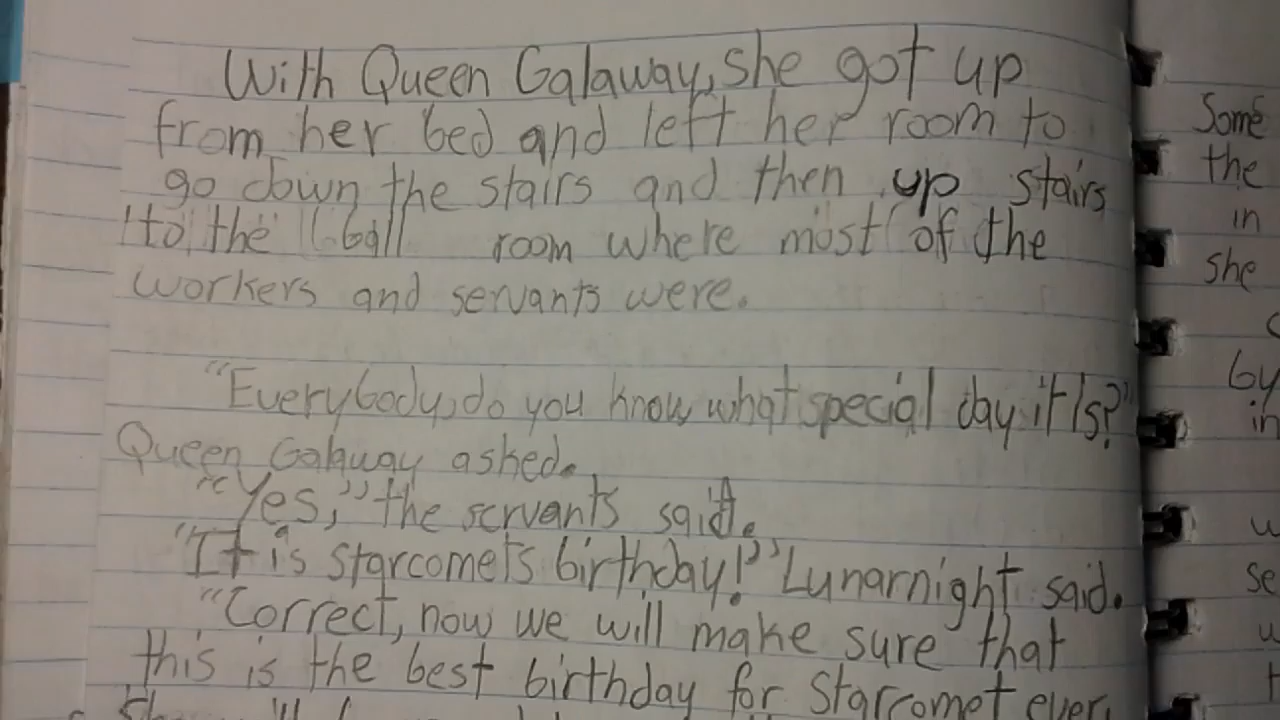 With Queen Galaway, she got up
from her bed and left her room to
go down the stairs and then up stairs
to the ball room where most of the
workers and servants were.
"Everybody, do you know what special day it is?"
Queen Galaway asked.
"Yes," the servants said.
"It is starcomets birthday!" Lunarnight said.
"Correct, now we will make sure that
this is the best birthday for Starcomet ever.
Some
the
in
she
by
in